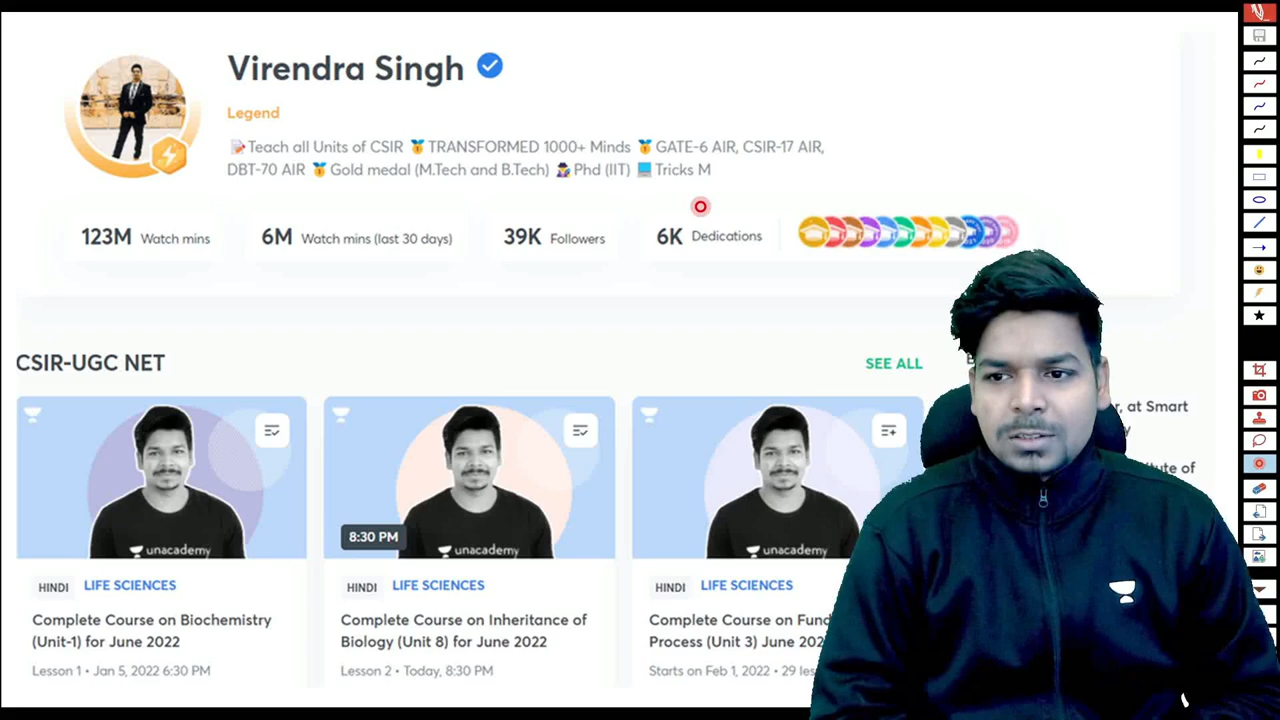 Virendra Singh
Legend
Teach all Units of CSIR TRANSFORMED 1000+ Minds GATE-6 AIR, CSIR-17 AIR,
DBT-70 AIR Gold medal (M.Tech and B.Tech) Phd (IIT) Tricks M
123M Watch mins 6M Watch mins (last 30 days) 39K Followers 6K Dedications
CSIR-UGC NET SEE ALL
at Smart
unacademy unacademy unacademy
8:30 PM
HINDI LIFE SCIENCES HINDI LIFE SCIENCES HINDI LIFE SCIENCES
Complete Course on Biochemistry Complete Course on Inheritance of Complete Course on
(Unit-1) for June 2022 Biology (Unit 8) for June 2022 Process (Unit 3) June
Lesson 1 • Jan 5, 2022 6:30 PM Lesson 2 • Today, 8:30 PM Starts on Feb 1, 2022 • 29